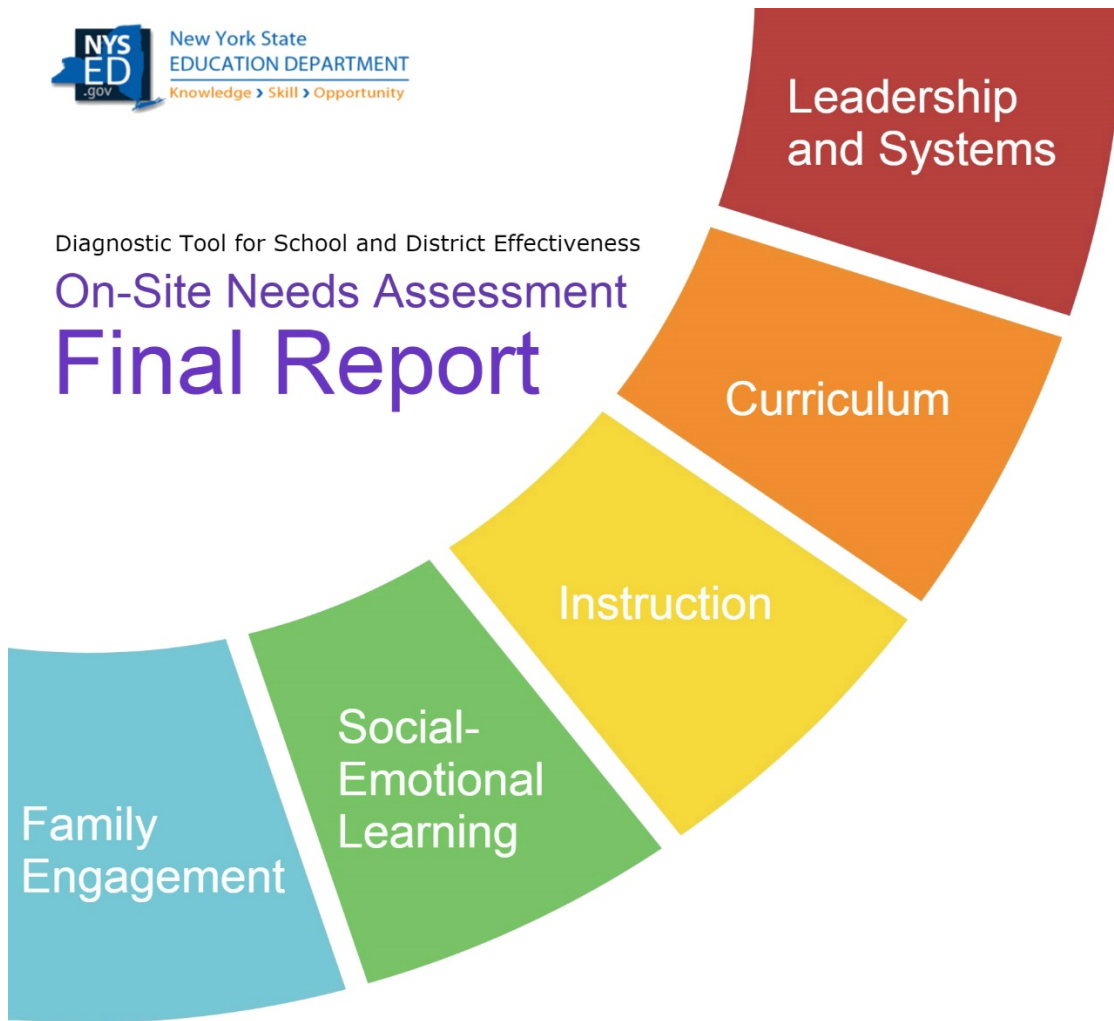 NYS
ED
.gov
New York State
EDUCATION DEPARTMENT
Knowledge › Skill › Opportunity
Diagnostic Tool for School and District Effectiveness
On-Site Needs Assessment
Final Report
Leadership
and Systems
Curriculum
Instruction
Social-
Emotional
Learning
Family
Engagement